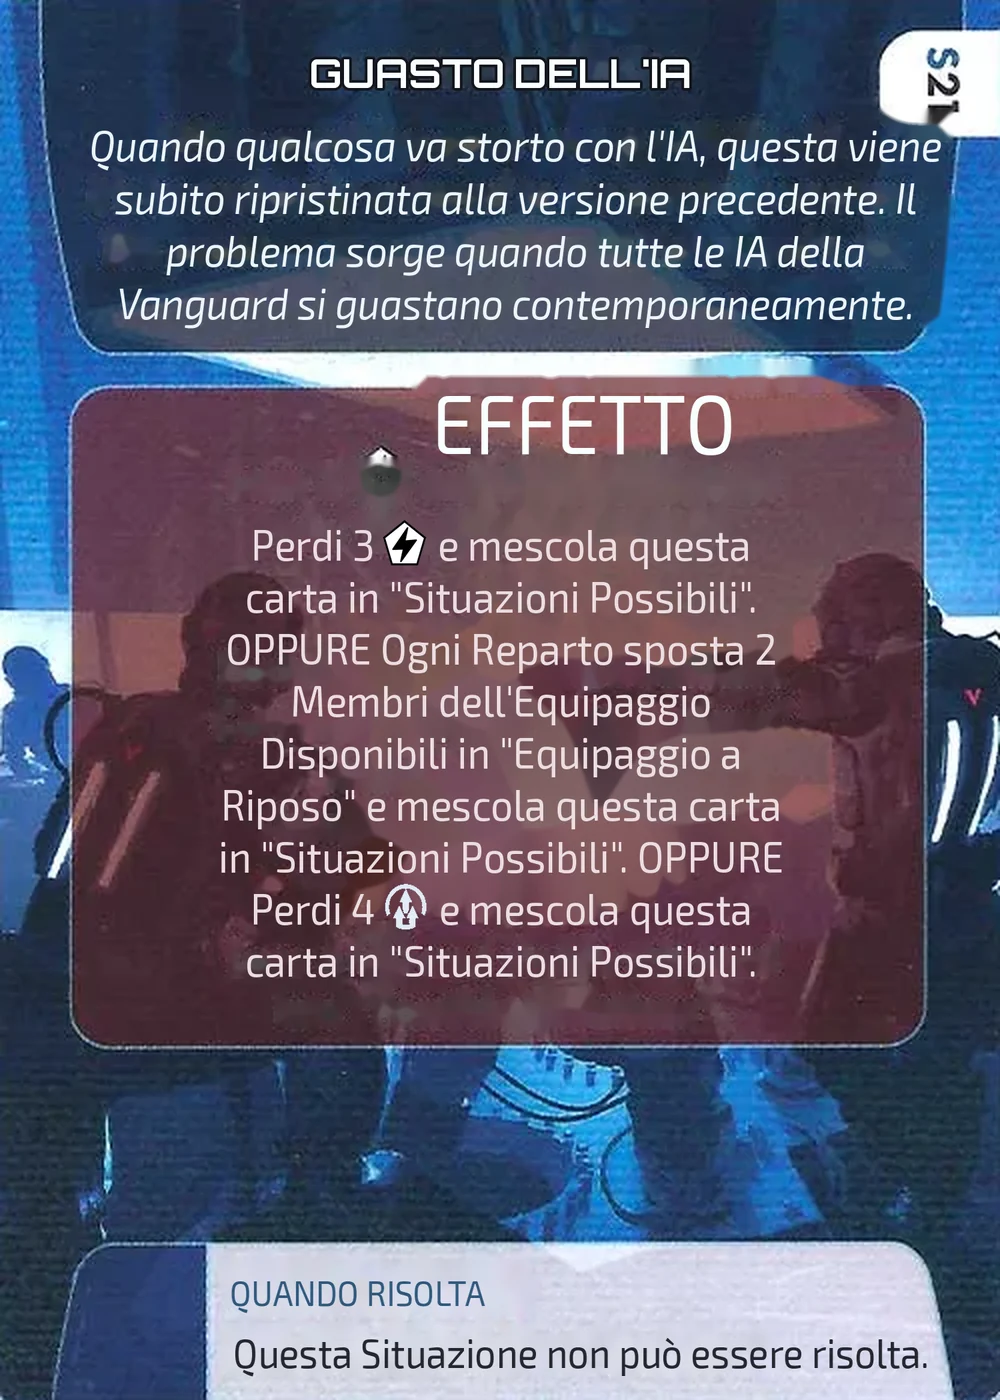 GUASTO DELL'IA
S21
Quando qualcosa va storto con l'IA, questa viene
subito ripristinata alla versione precedente. Il
problema sorge quando tutte le IA della
Vanguard si guastano contemporaneamente.
EFFETTO
Perdi 3 e mescola questa
carta in "Situazioni Possibili".
OPPURE Ogni Reparto sposta 2
Membri dell'Equipaggio
Disponibili in "Equipaggio a
Riposo" e mescola questa carta
in "Situazioni Possibili". OPPURE
Perdi 4 e mescola questa
carta in "Situazioni Possibili".
QUANDO RISOLTA
Questa Situazione non può essere risolta.